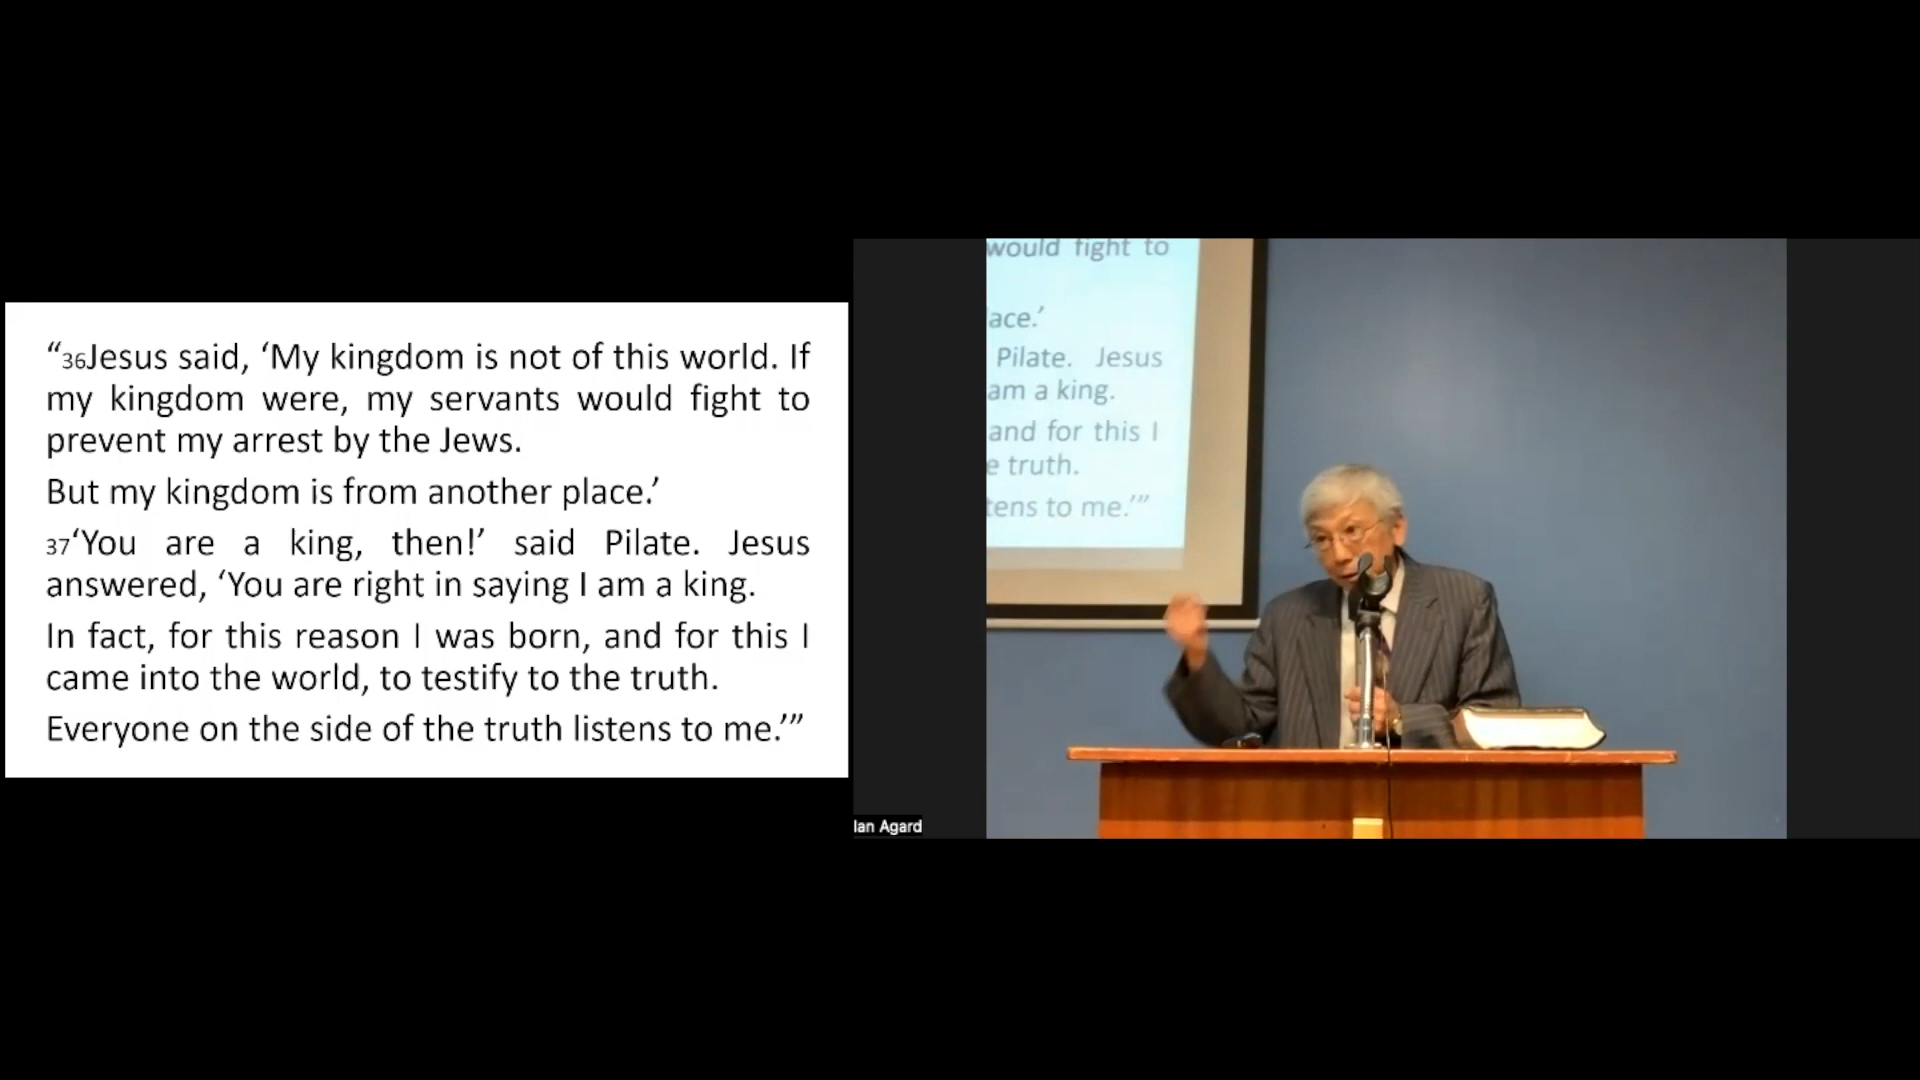 “36Jesus said, ‘My kingdom is not of this world. If
my kingdom were, my servants would fight to
prevent my arrest by the Jews.
But my kingdom is from another place.’
37‘You are a king, then!’ said Pilate. Jesus
answered, ‘You are right in saying I am a king.
In fact, for this reason I was born, and for this I
came into the world, to testify to the truth.
Everyone on the side of the truth listens to me.’”
would fight to
ace.’
Pilate. Jesus
am a king.
and for this I
e truth.
tens to me.’”
Ian Agard